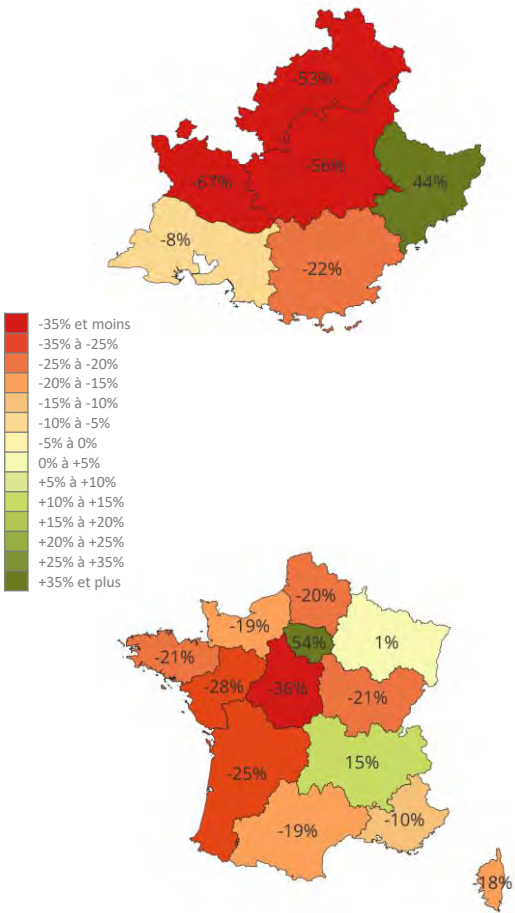 -53%
-56%
-67%
44%
-8%
-22%
-35% et moins
-35% à -25%
-25% à -20%
-20% à -15%
-15% à -10%
-10% à -5%
-5% à 0%
0% à +5%
+5% à +10%
+10% à +15%
+15% à +20%
+20% à +25%
+25% à +35%
+35% et plus
-20%
-19%
54%
1%
-21%
-28%
-36%
-21%
-25%
15%
-19%
-10%
-18%